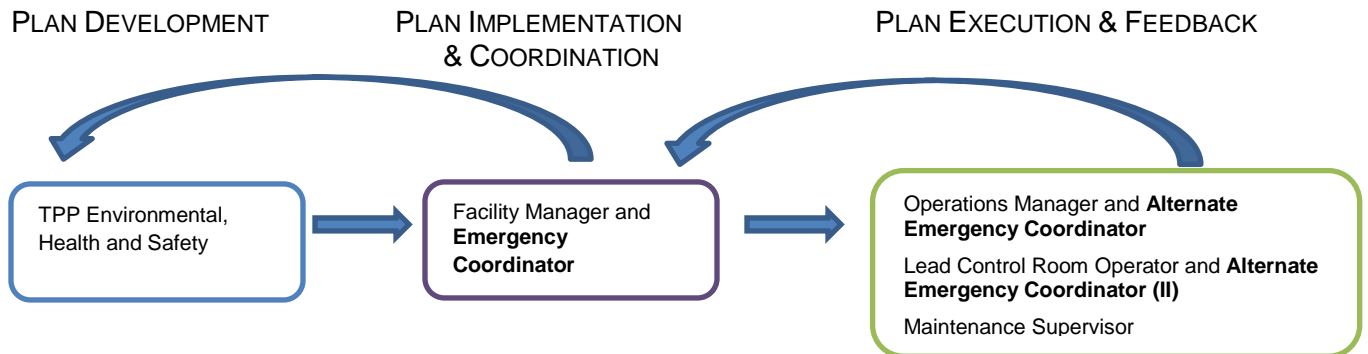 PLAN DEVELOPMENT
PLAN IMPLEMENTATION
& COORDINATION
PLAN EXECUTION & FEEDBACK
TPP Environmental,
Health and Safety
Facility Manager and
Emergency
Coordinator
Operations Manager and Alternate
Emergency Coordinator
Lead Control Room Operator and Alternate
Emergency Coordinator (II)
Maintenance Supervisor